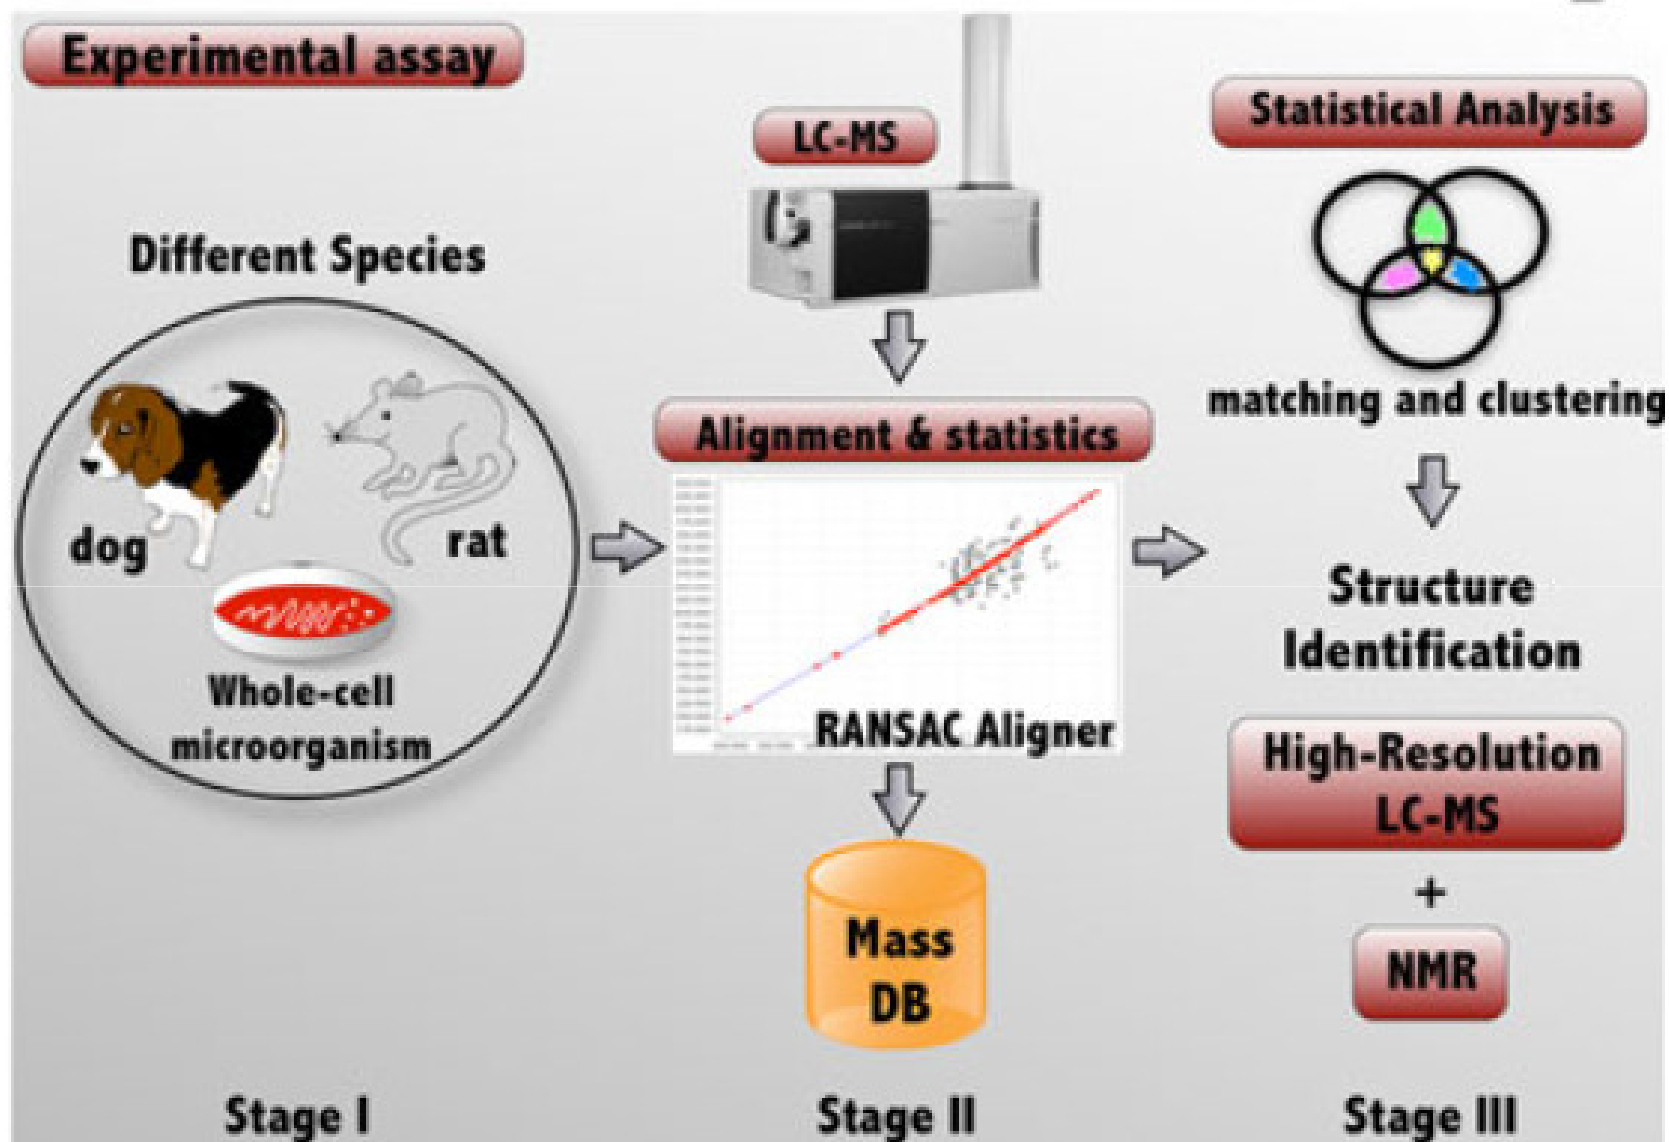 Experimental assay
Different Species
dog
rat
Whole-cell
microorganism
Stage I
LC-MS
Alignment & statistics
RANSAC Aligner
Mass
DB
Stage II
Statistical Analysis
matching and clustering
Structure
Identification
High-Resolution
LC-MS
+
NMR
Stage III